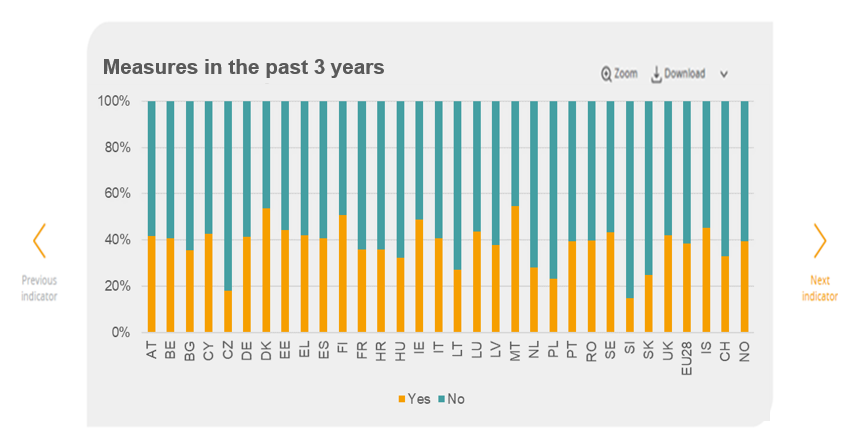 Measures in the past 3 years
Zoom Download
100%
80%
60%
40%
20%
0%
AT BE BG CY CZ DE DK EE EL ES FI FR HR HU IE IT LT LU LV MT NL PL PT RO SE SI SK UK EU28 IS CH NO
Yes No
Previous
indicator
Next
indicator